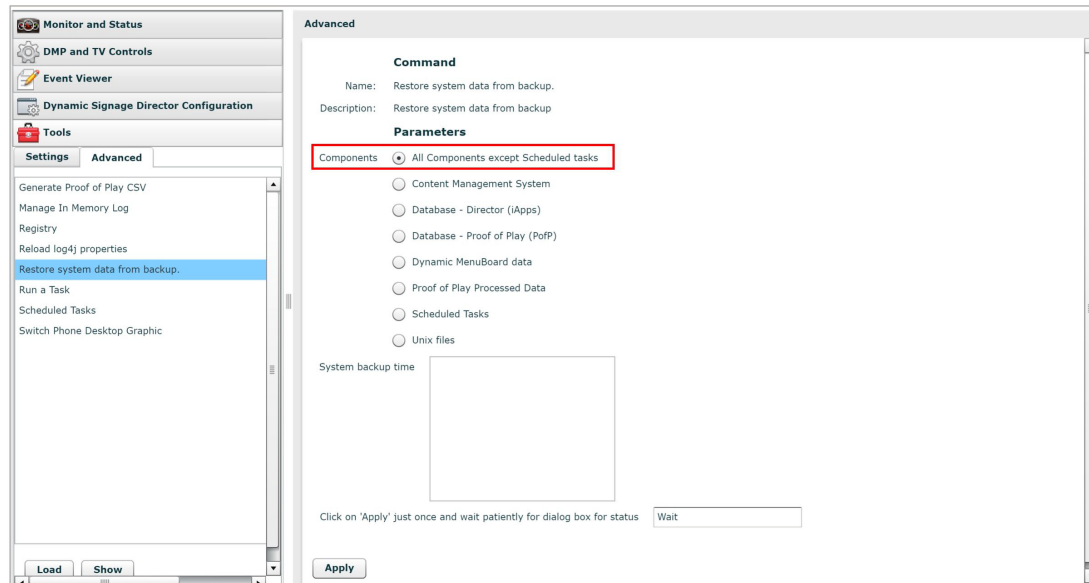 Monitor and Status
DMP and TV Controls
Event Viewer
Dynamic Signage Director Configuration
Tools
Settings Advanced
Generate Proof of Play CSV
Manage In Memory Log
Registry
Reload log4j properties
Restore system data from backup.
Run a Task
Scheduled Tasks
Switch Phone Desktop Graphic
Load Show
Advanced
Command
Name: Restore system data from backup.
Description: Restore system data from backup
Parameters
Components All Components except Scheduled tasks
Content Management System
Database - Director (iApps)
Database - Proof of Play (PofP)
Dynamic MenuBoard data
Proof of Play Processed Data
Scheduled Tasks
Unix files
System backup time
Click on 'Apply' just once and wait patiently for dialog box for status Wait
Apply